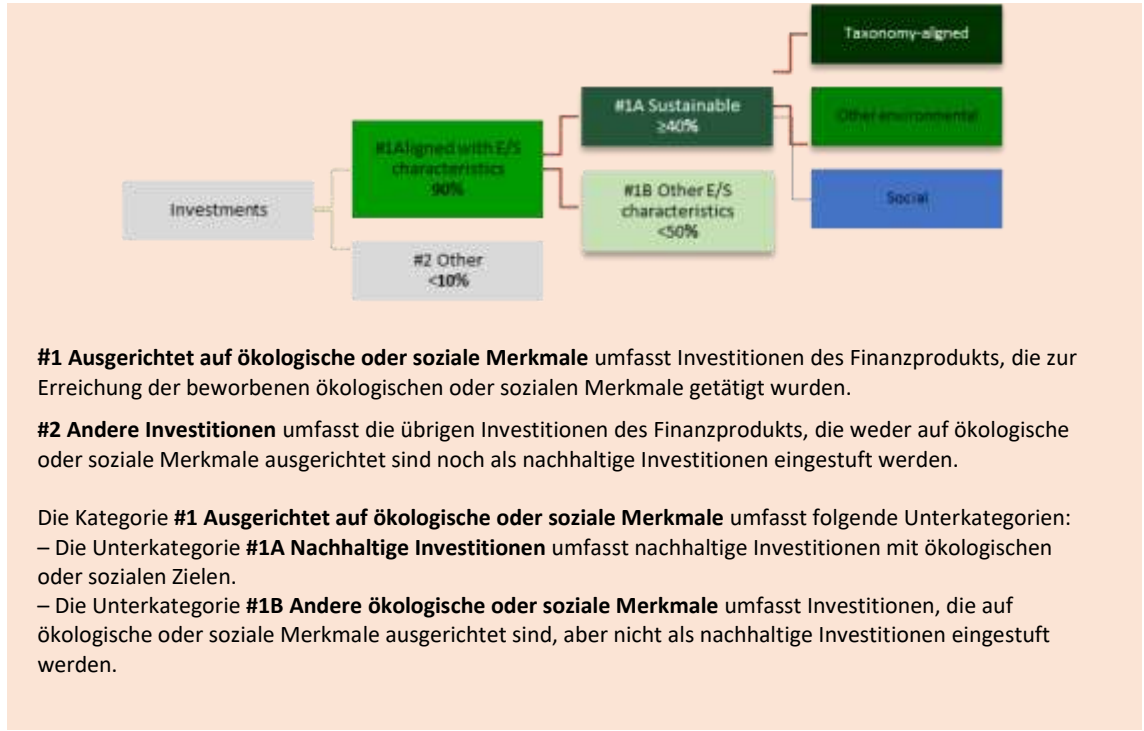 Taxonomy-aligned
#1A Sustainable
≥40%
Other environmental
#1Aligned with E/S
characteristics
90%
#1B Other E/S
characteristics
<50%
Social
Investments
#2 Other
<10%
#1 Ausgerichtet auf ökologische oder soziale Merkmale umfasst Investitionen des Finanzprodukts, die zur
Erreichung der beworbenen ökologischen oder sozialen Merkmale getätigt wurden.
#2 Andere Investitionen umfasst die übrigen Investitionen des Finanzprodukts, die weder auf ökologische
oder soziale Merkmale ausgerichtet sind noch als nachhaltige Investitionen eingestuft werden.
Die Kategorie #1 Ausgerichtet auf ökologische oder soziale Merkmale umfasst folgende Unterkategorien:
– Die Unterkategorie #1A Nachhaltige Investitionen umfasst nachhaltige Investitionen mit ökologischen
oder sozialen Zielen.
– Die Unterkategorie #1B Andere ökologische oder soziale Merkmale umfasst Investitionen, die auf
ökologische oder soziale Merkmale ausgerichtet sind, aber nicht als nachhaltige Investitionen eingestuft
werden.